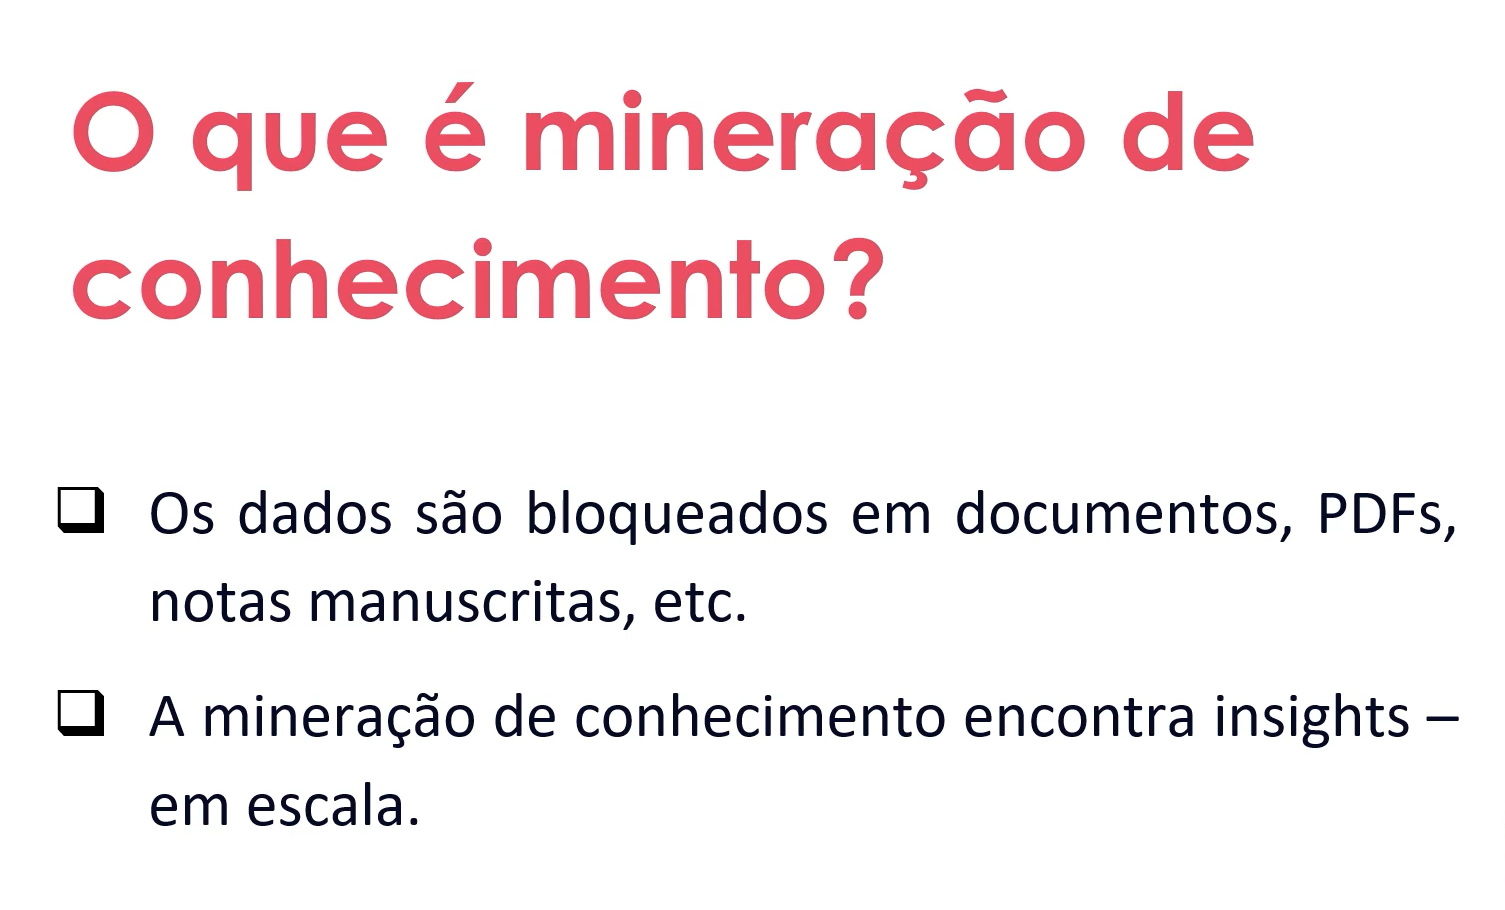 O que é mineração de
conhecimento?
❑ Os dados são bloqueados em documentos, PDFs,
notas manuscritas, etc.
❑ A mineração de conhecimento encontra insights –
em escala.